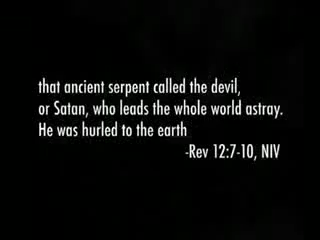 that ancient serpent called the devil,
or Satan, who leads the whole world astray.
He was hurled to the earth
-Rev 12:7-10, NIV